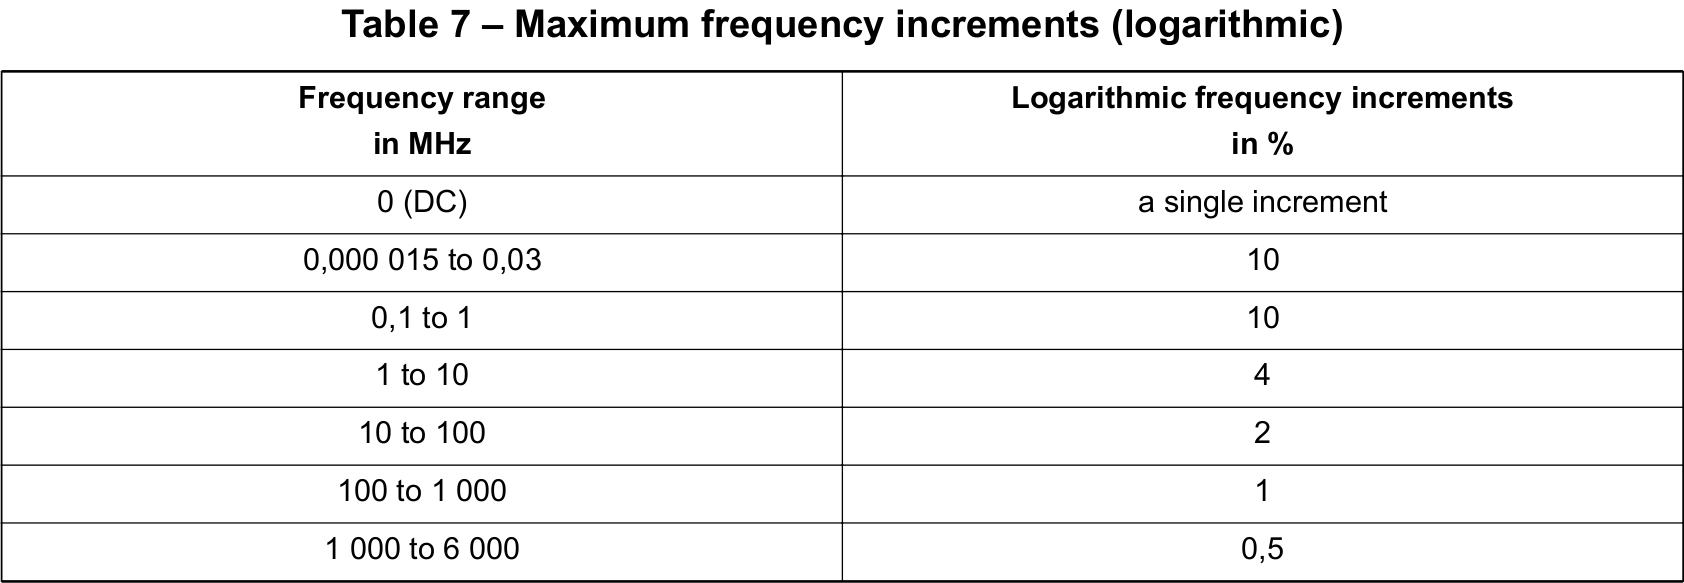 Table 7 – Maximum frequency increments (logarithmic)
Frequency range
in MHz
Logarithmic frequency increments
in %
0 (DC)
a single increment
0,000 015 to 0,03
10
0,1 to 1
10
1 to 10
4
10 to 100
2
100 to 1 000
1
1 000 to 6 000
0,5